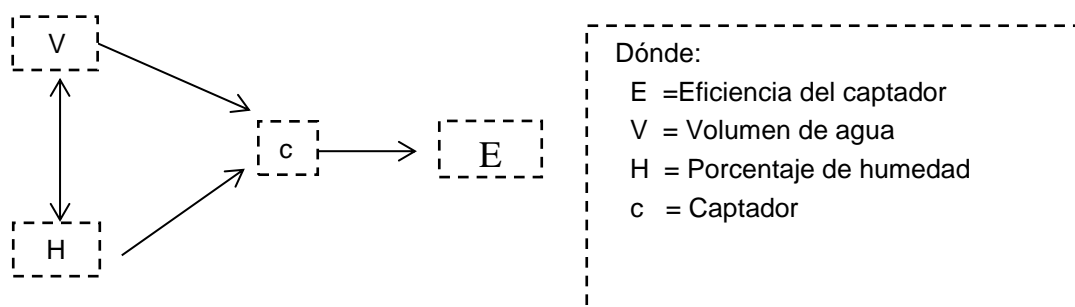 V
H
c
E
Dónde:
E =Eficiencia del captador
V = Volumen de agua
H = Porcentaje de humedad
c = Captador